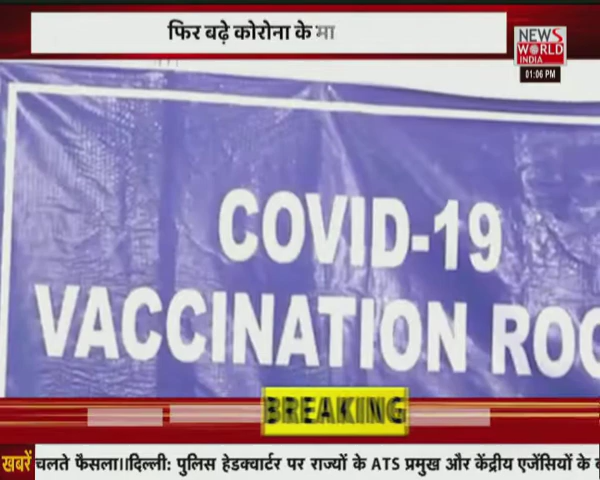 फिर बढ़े कोरोना के मा
NEWS
WORLD
INDIA
01:06 PM
COVID-19
VACCINATION ROO
BREAKING
खबरें चलते फैसला।।दिल्ली: पुलिस हेडक्वार्टर पर राज्यों के ATS प्रमुख और केंद्रीय एजेंसियों के